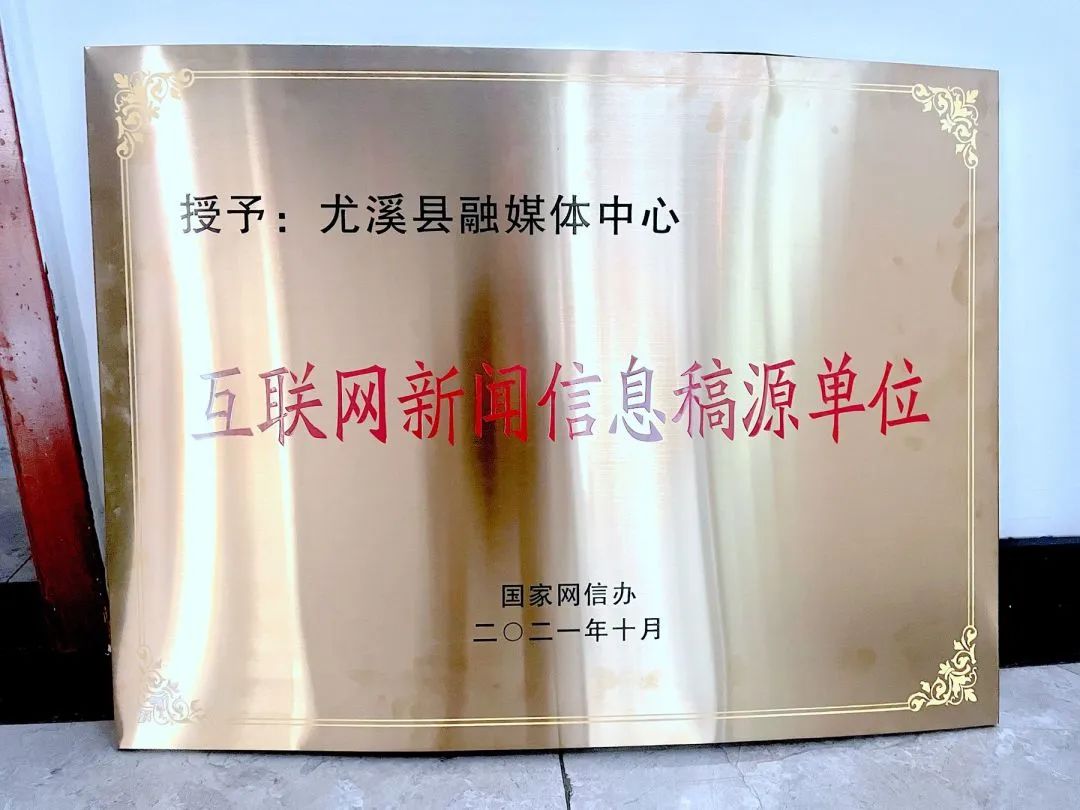 授予：尤溪县融媒体中心
互联网新闻信息稿源单位
国家网信办
二〇二一年十月